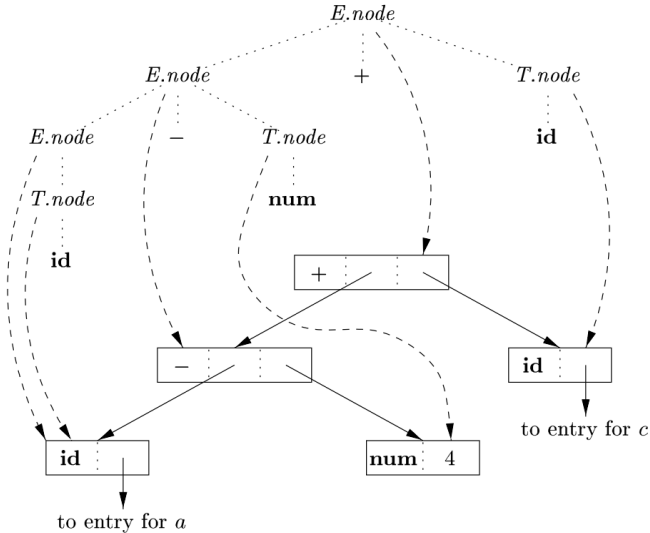 E.node
E.node + T.node
E.node − T.node id
T.node num
id
+
− id
to entry for c
id num 4
to entry for a